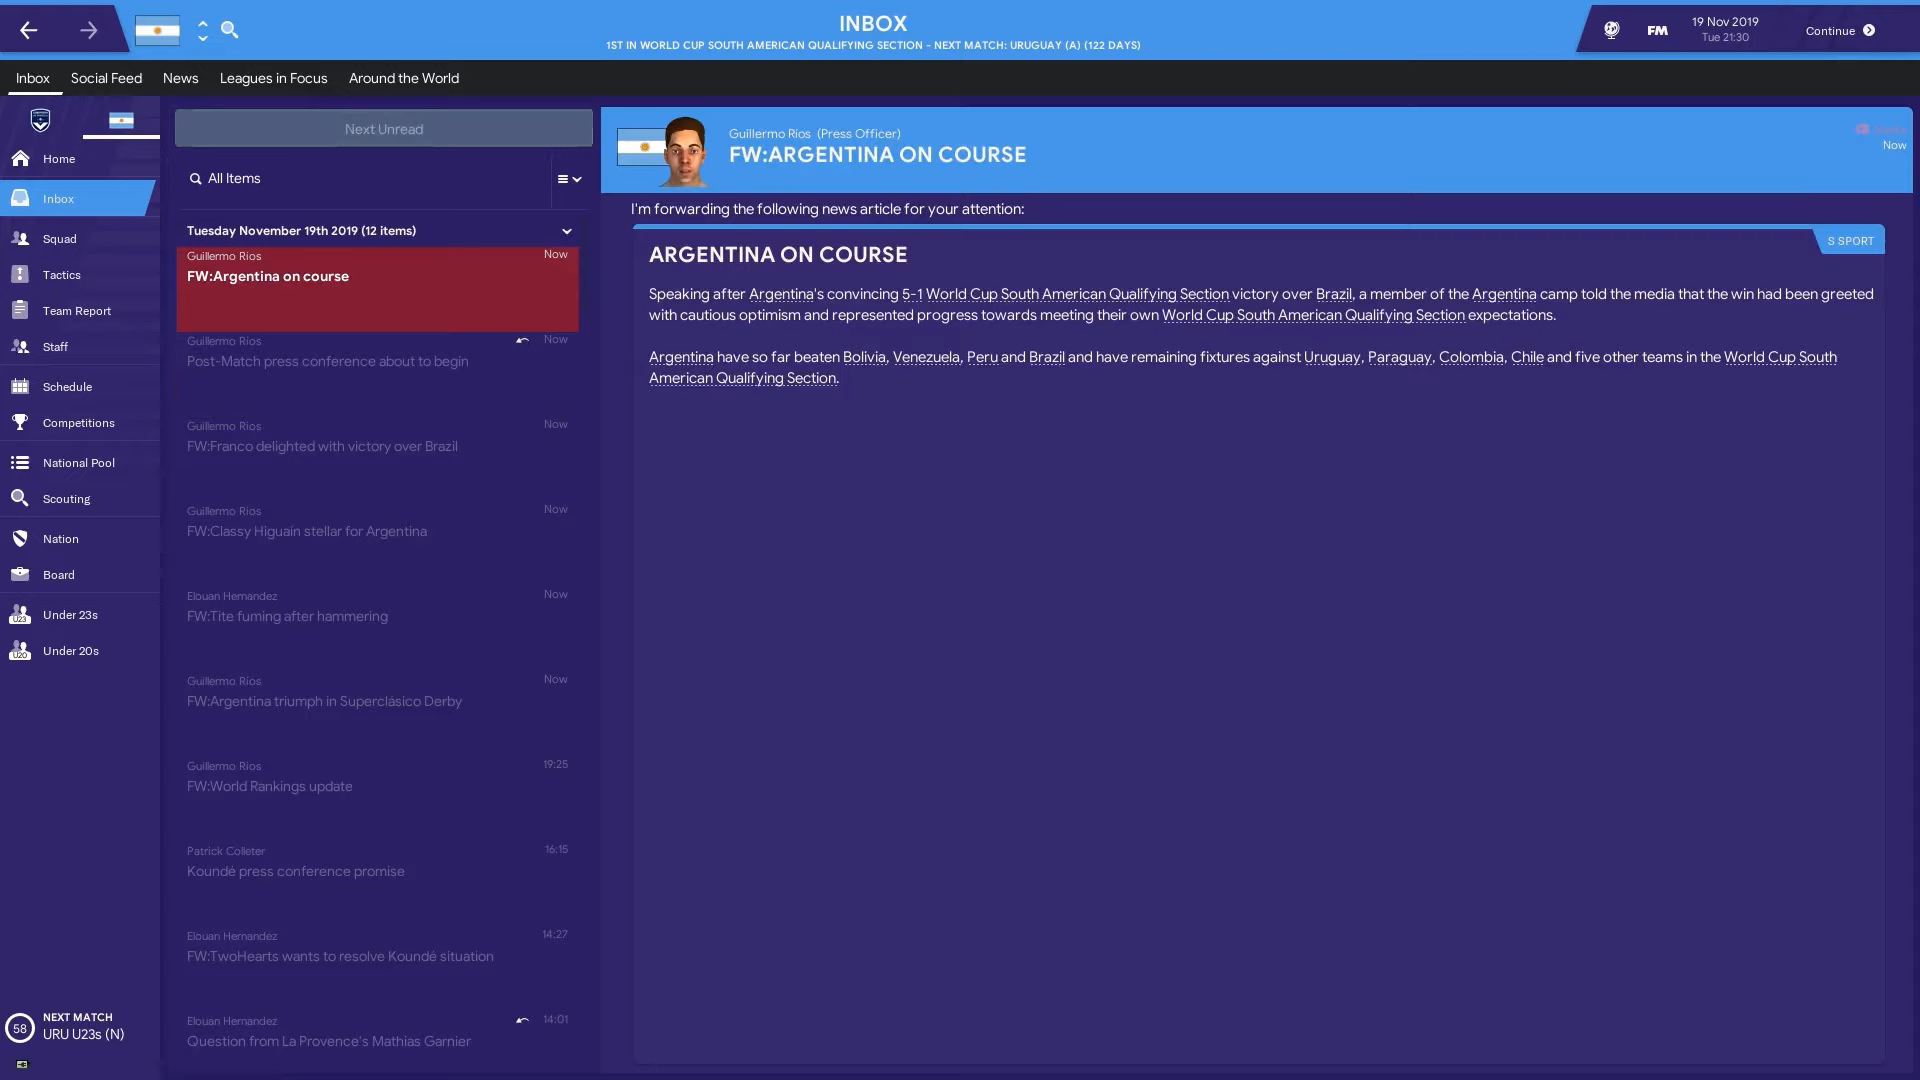 INBOX
1ST IN WORLD CUP SOUTH AMERICAN QUALIFYING SECTION - NEXT MATCH: URUGUAY (A) (122 DAYS)
FM
19 Nov 2019
Tue 21:30
Continue
Inbox
Social Feed
News
Leagues in Focus
Around the World
Home
Inbox
Squad
Tactics
Team Report
Staff
Schedule
Competitions
National Pool
Scouting
Nation
Board
U23
Under 23s
U20
Under 20s
58
NEXT MATCH
URU U23s (N)
Next Unread
All Items
Tuesday November 19th 2019 (12 items)
Guillermo Ríos
Now
FW:Argentina on course
Guillermo Ríos
Now
Post-Match press conference about to begin
Guillermo Ríos
Now
FW:Franco delighted with victory over Brazil
Guillermo Ríos
Now
FW:Classy Higuaín stellar for Argentina
Elouan Hernandez
Now
FW:Tite fuming after hammering
Guillermo Ríos
Now
FW:Argentina triumph in Superclásico Derby
Guillermo Ríos
19:25
FW:World Rankings update
Patrick Colleter
16:15
Koundé press conference promise
Elouan Hernandez
14:27
FW:TwoHearts wants to resolve Koundé situation
Elouan Hernandez
14:01
Question from La Provence's Mathias Garnier
Guillermo Ríos (Press Officer)
FW:ARGENTINA ON COURSE
Now
I'm forwarding the following news article for your attention:
S SPORT
ARGENTINA ON COURSE
Speaking after Argentina's convincing 5-1 World Cup South American Qualifying Section victory over Brazil, a member of the Argentina camp told the media that the win had been greeted
with cautious optimism and represented progress towards meeting their own World Cup South American Qualifying Section expectations.
Argentina have so far beaten Bolivia, Venezuela, Peru and Brazil and have remaining fixtures against Uruguay, Paraguay, Colombia, Chile and five other teams in the World Cup South
American Qualifying Section.